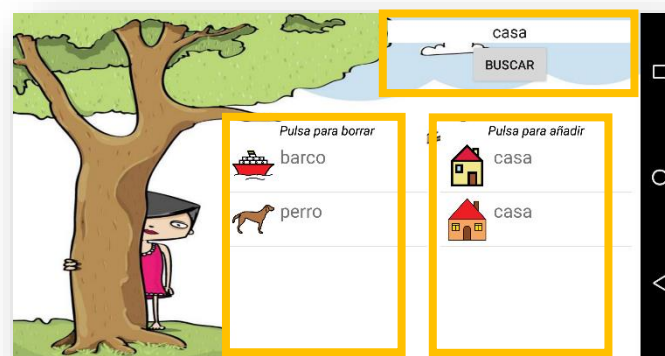 casa
BUSCAR
Pulsa para borrar
barco
perro
Pulsa para añadir
casa
casa